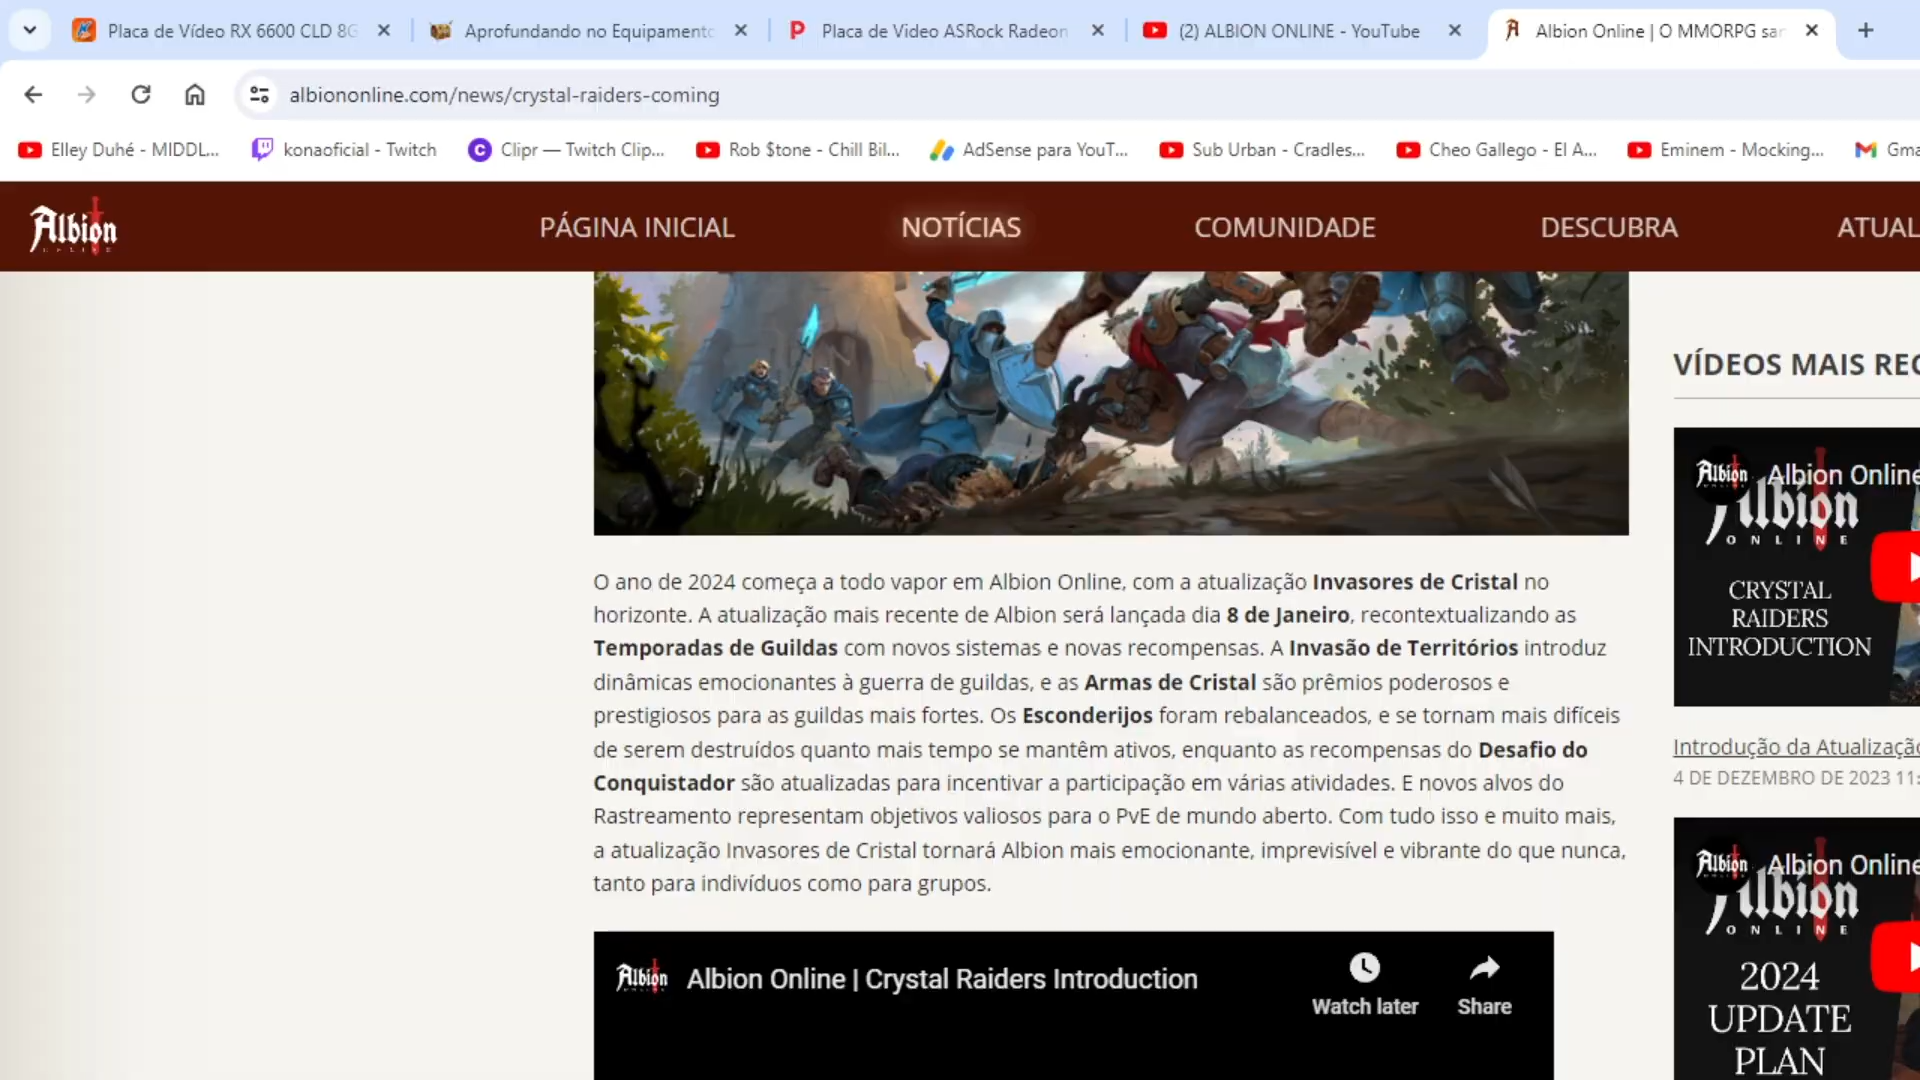 Placa de Vídeo RX 6600 CLD 8G
Aprofundando no Equipamento
Placa de Video ASRock Radeon
(2) ALBION ONLINE - YouTube
Albion Online | O MMORPG sa
albiononline.com/news/crystal-raiders-coming
Elley Duhé - MIDDL...
konaoficial - Twitch
Clipr — Twitch Clip...
Rob $tone - Chill Bil...
AdSense para YouT...
Sub Urban - Cradles...
Cheo Gallego - El A...
Eminem - Mocking...
Gma
Albion
ONLINE
PÁGINA INICIAL
NOTÍCIAS
COMUNIDADE
DESCUBRA
ATUAL
O ano de 2024 começa a todo vapor em Albion Online, com a atualização Invasores de Cristal no
horizonte. A atualização mais recente de Albion será lançada dia 8 de Janeiro, recontextualizando as
Temporadas de Guildas com novos sistemas e novas recompensas. A Invasão de Territórios introduz
dinâmicas emocionantes à guerra de guildas, e as Armas de Cristal são prêmios poderosos e
prestigiosos para as guildas mais fortes. Os Esconderijos foram rebalanceados, e se tornam mais difíceis
de serem destruídos quanto mais tempo se mantêm ativos, enquanto as recompensas do Desafio do
Conquistador são atualizadas para incentivar a participação em várias atividades. E novos alvos do
Rastreamento representam objetivos valiosos para o PvE de mundo aberto. Com tudo isso e muito mais,
a atualização Invasores de Cristal tornará Albion mais emocionante, imprevisível e vibrante do que nunca,
tanto para indivíduos como para grupos.
Albion
Albion Online | Crystal Raiders Introduction
Watch later
Share
VÍDEOS MAIS REC
Albion
Albion Online
Albion
ONLINE
CRYSTAL
RAIDERS
INTRODUCTION
Introdução da Atualização
4 DE DEZEMBRO DE 2023 11:
Albion
Albion Online
Albion
ONLINE
2024
UPDATE
PLAN